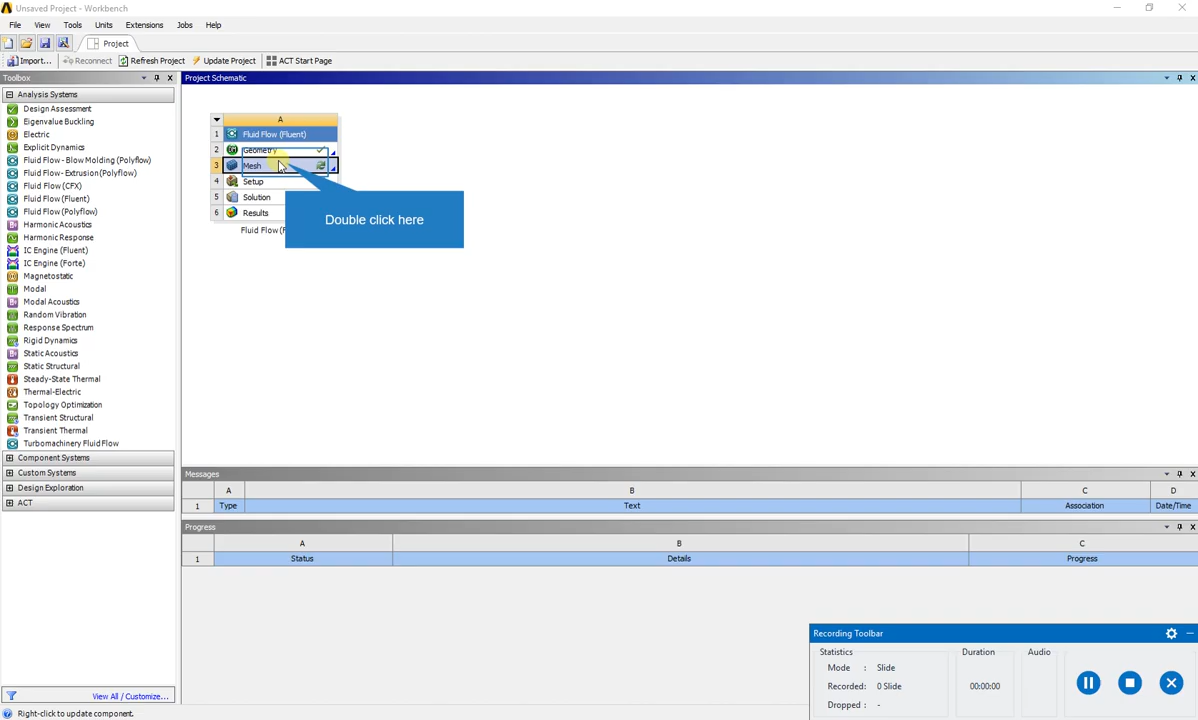 Unsaved Project - Workbench
File View Tools Units Extensions Jobs Help
Project
Import... Reconnect Refresh Project Update Project ACT Start Page
Toolbox
Analysis Systems
Design Assessment
Eigenvalue Buckling
Electric
Explicit Dynamics
Fluid Flow - Blow Molding (Polyflow)
Fluid Flow - Extrusion (Polyflow)
Fluid Flow (CFX)
Fluid Flow (Fluent)
Fluid Flow (Polyflow)
Harmonic Acoustics
Harmonic Response
IC Engine (Fluent)
IC Engine (Forte)
Magnetostatic
Modal
Modal Acoustics
Random Vibration
Response Spectrum
Rigid Dynamics
Static Acoustics
Static Structural
Steady-State Thermal
Thermal-Electric
Topology Optimization
Transient Structural
Transient Thermal
Turbomachinery Fluid Flow
Component Systems
Custom Systems
Design Exploration
ACT
View All / Customize...
Project Schematic
A
1 Fluid Flow (Fluent)
2 Geometry
3 Mesh
4 Setup
5 Solution
6 Results
Fluid Flow (F
Double click here
Messages
A B C D
1 Type Text Association Date/Time
Progress
A B C
1 Status Details Progress
Recording Toolbar
Statistics Duration Audio
Mode : Slide
Recorded: 0 Slide 00:00:00
Dropped : -
Right-click to update component.